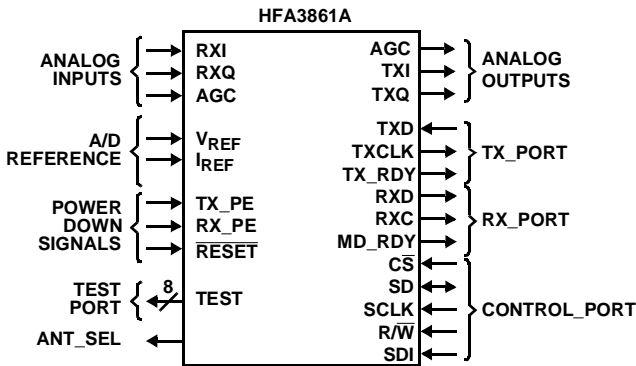 HFA3861A
ANALOG
INPUTS
RXI
RXQ
AGC
A/D
REFERENCE
VREF
IREF
POWER
DOWN
SIGNALS
TX_PE
RX_PE
RESET
TEST
PORT
8
TEST
ANT_SEL
AGC
TXI
TXQ
ANALOG
OUTPUTS
TXD
TXCLK
TX_RDY
TX_PORT
RXD
RXC
MD_RDY
RX_PORT
CS
SD
SCLK
R/W
SDI
CONTROL_PORT